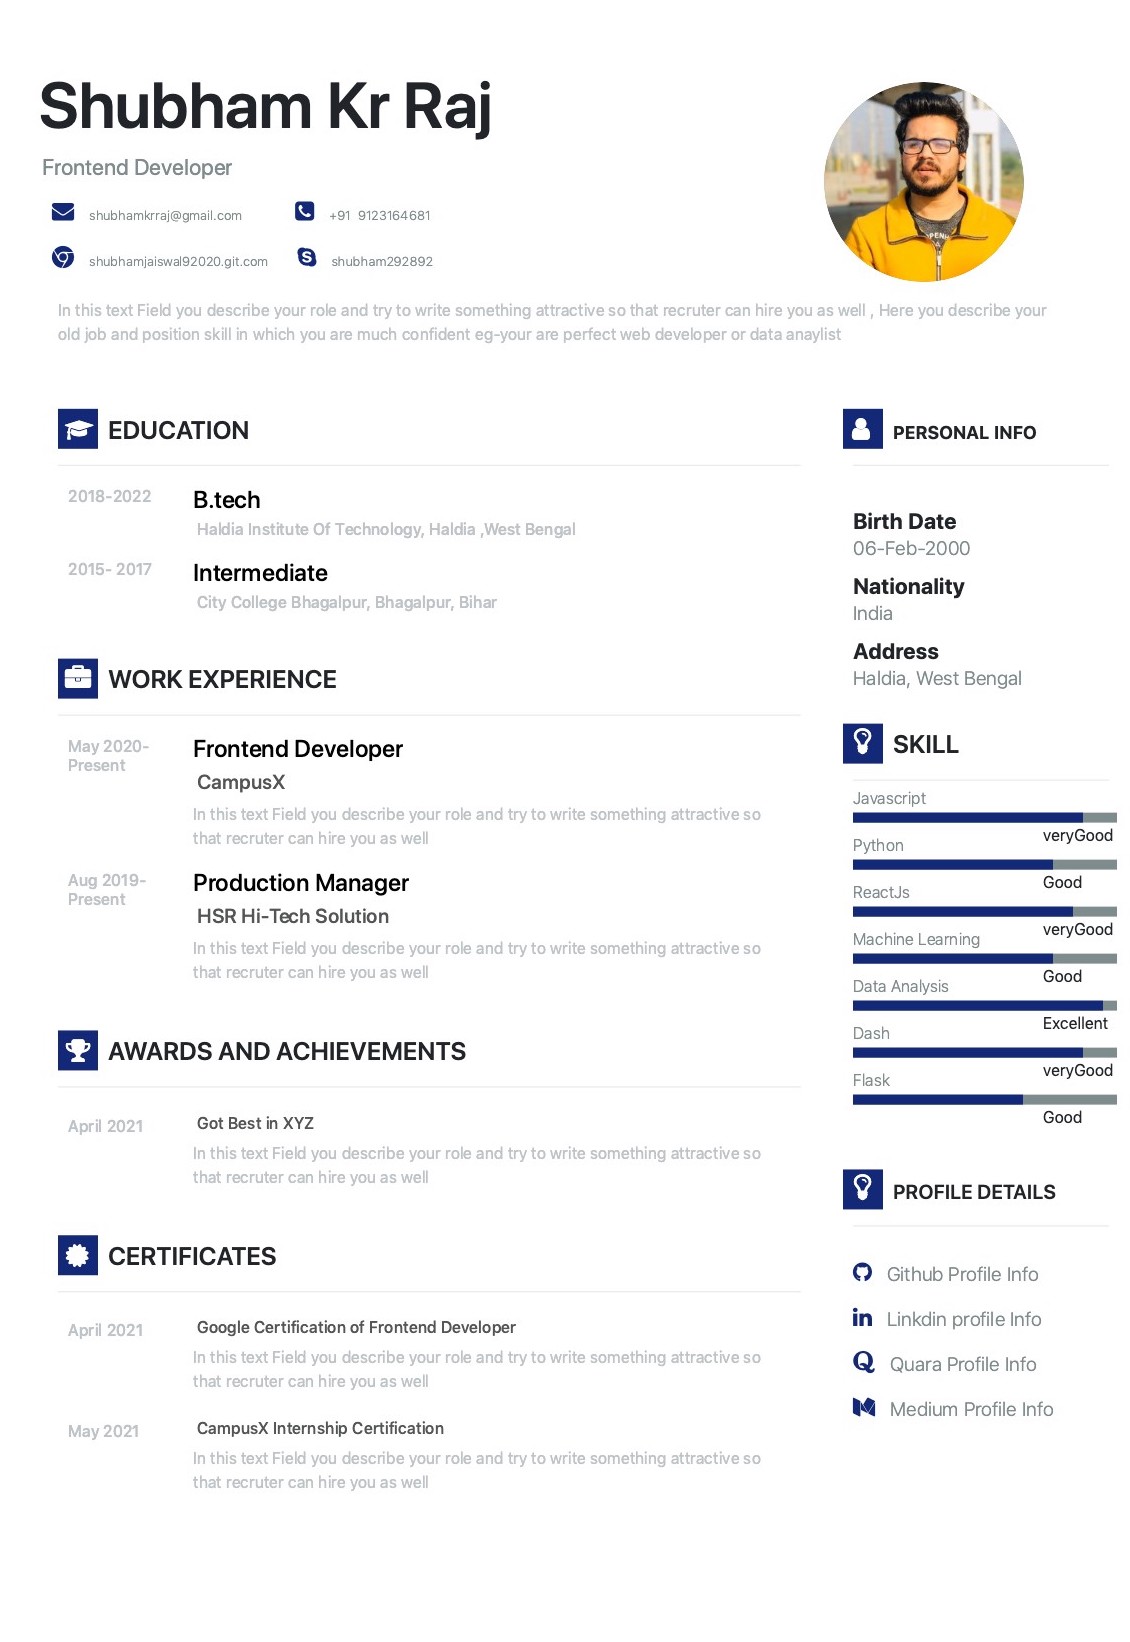 Shubham Kr Raj
Frontend Developer
shubhamkrraj@gmail.com
+91 9123164681
shubhamjaiswal92020.git.com
shubham292892
In this text Field you describe your role and try to write something attractive so that recruter can hire you as well , Here you describe your
old job and position skill in which you are much confident eg-your are perfect web developer or data anaylist
EDUCATION
2018-2022
B.tech
Haldia Institute Of Technology, Haldia ,West Bengal
2015- 2017
Intermediate
City College Bhagalpur, Bhagalpur, Bihar
WORK EXPERIENCE
May 2020-
Present
Frontend Developer
CampusX
In this text Field you describe your role and try to write something attractive so
that recruter can hire you as well
Aug 2019-
Present
Production Manager
HSR Hi-Tech Solution
In this text Field you describe your role and try to write something attractive so
that recruter can hire you as well
AWARDS AND ACHIEVEMENTS
April 2021
Got Best in XYZ
In this text Field you describe your role and try to write something attractive so
that recruter can hire you as well
CERTIFICATES
April 2021
Google Certification of Frontend Developer
In this text Field you describe your role and try to write something attractive so
that recruter can hire you as well
May 2021
CampusX Internship Certification
In this text Field you describe your role and try to write something attractive so
that recruter can hire you as well
PERSONAL INFO
Birth Date
06-Feb-2000
Nationality
India
Address
Haldia, West Bengal
SKILL
Javascript
veryGood
Python
Good
ReactJs
veryGood
Machine Learning
Good
Data Analysis
Excellent
Dash
veryGood
Flask
Good
PROFILE DETAILS
Github Profile Info
Linkdin profile Info
Quara Profile Info
Medium Profile Info